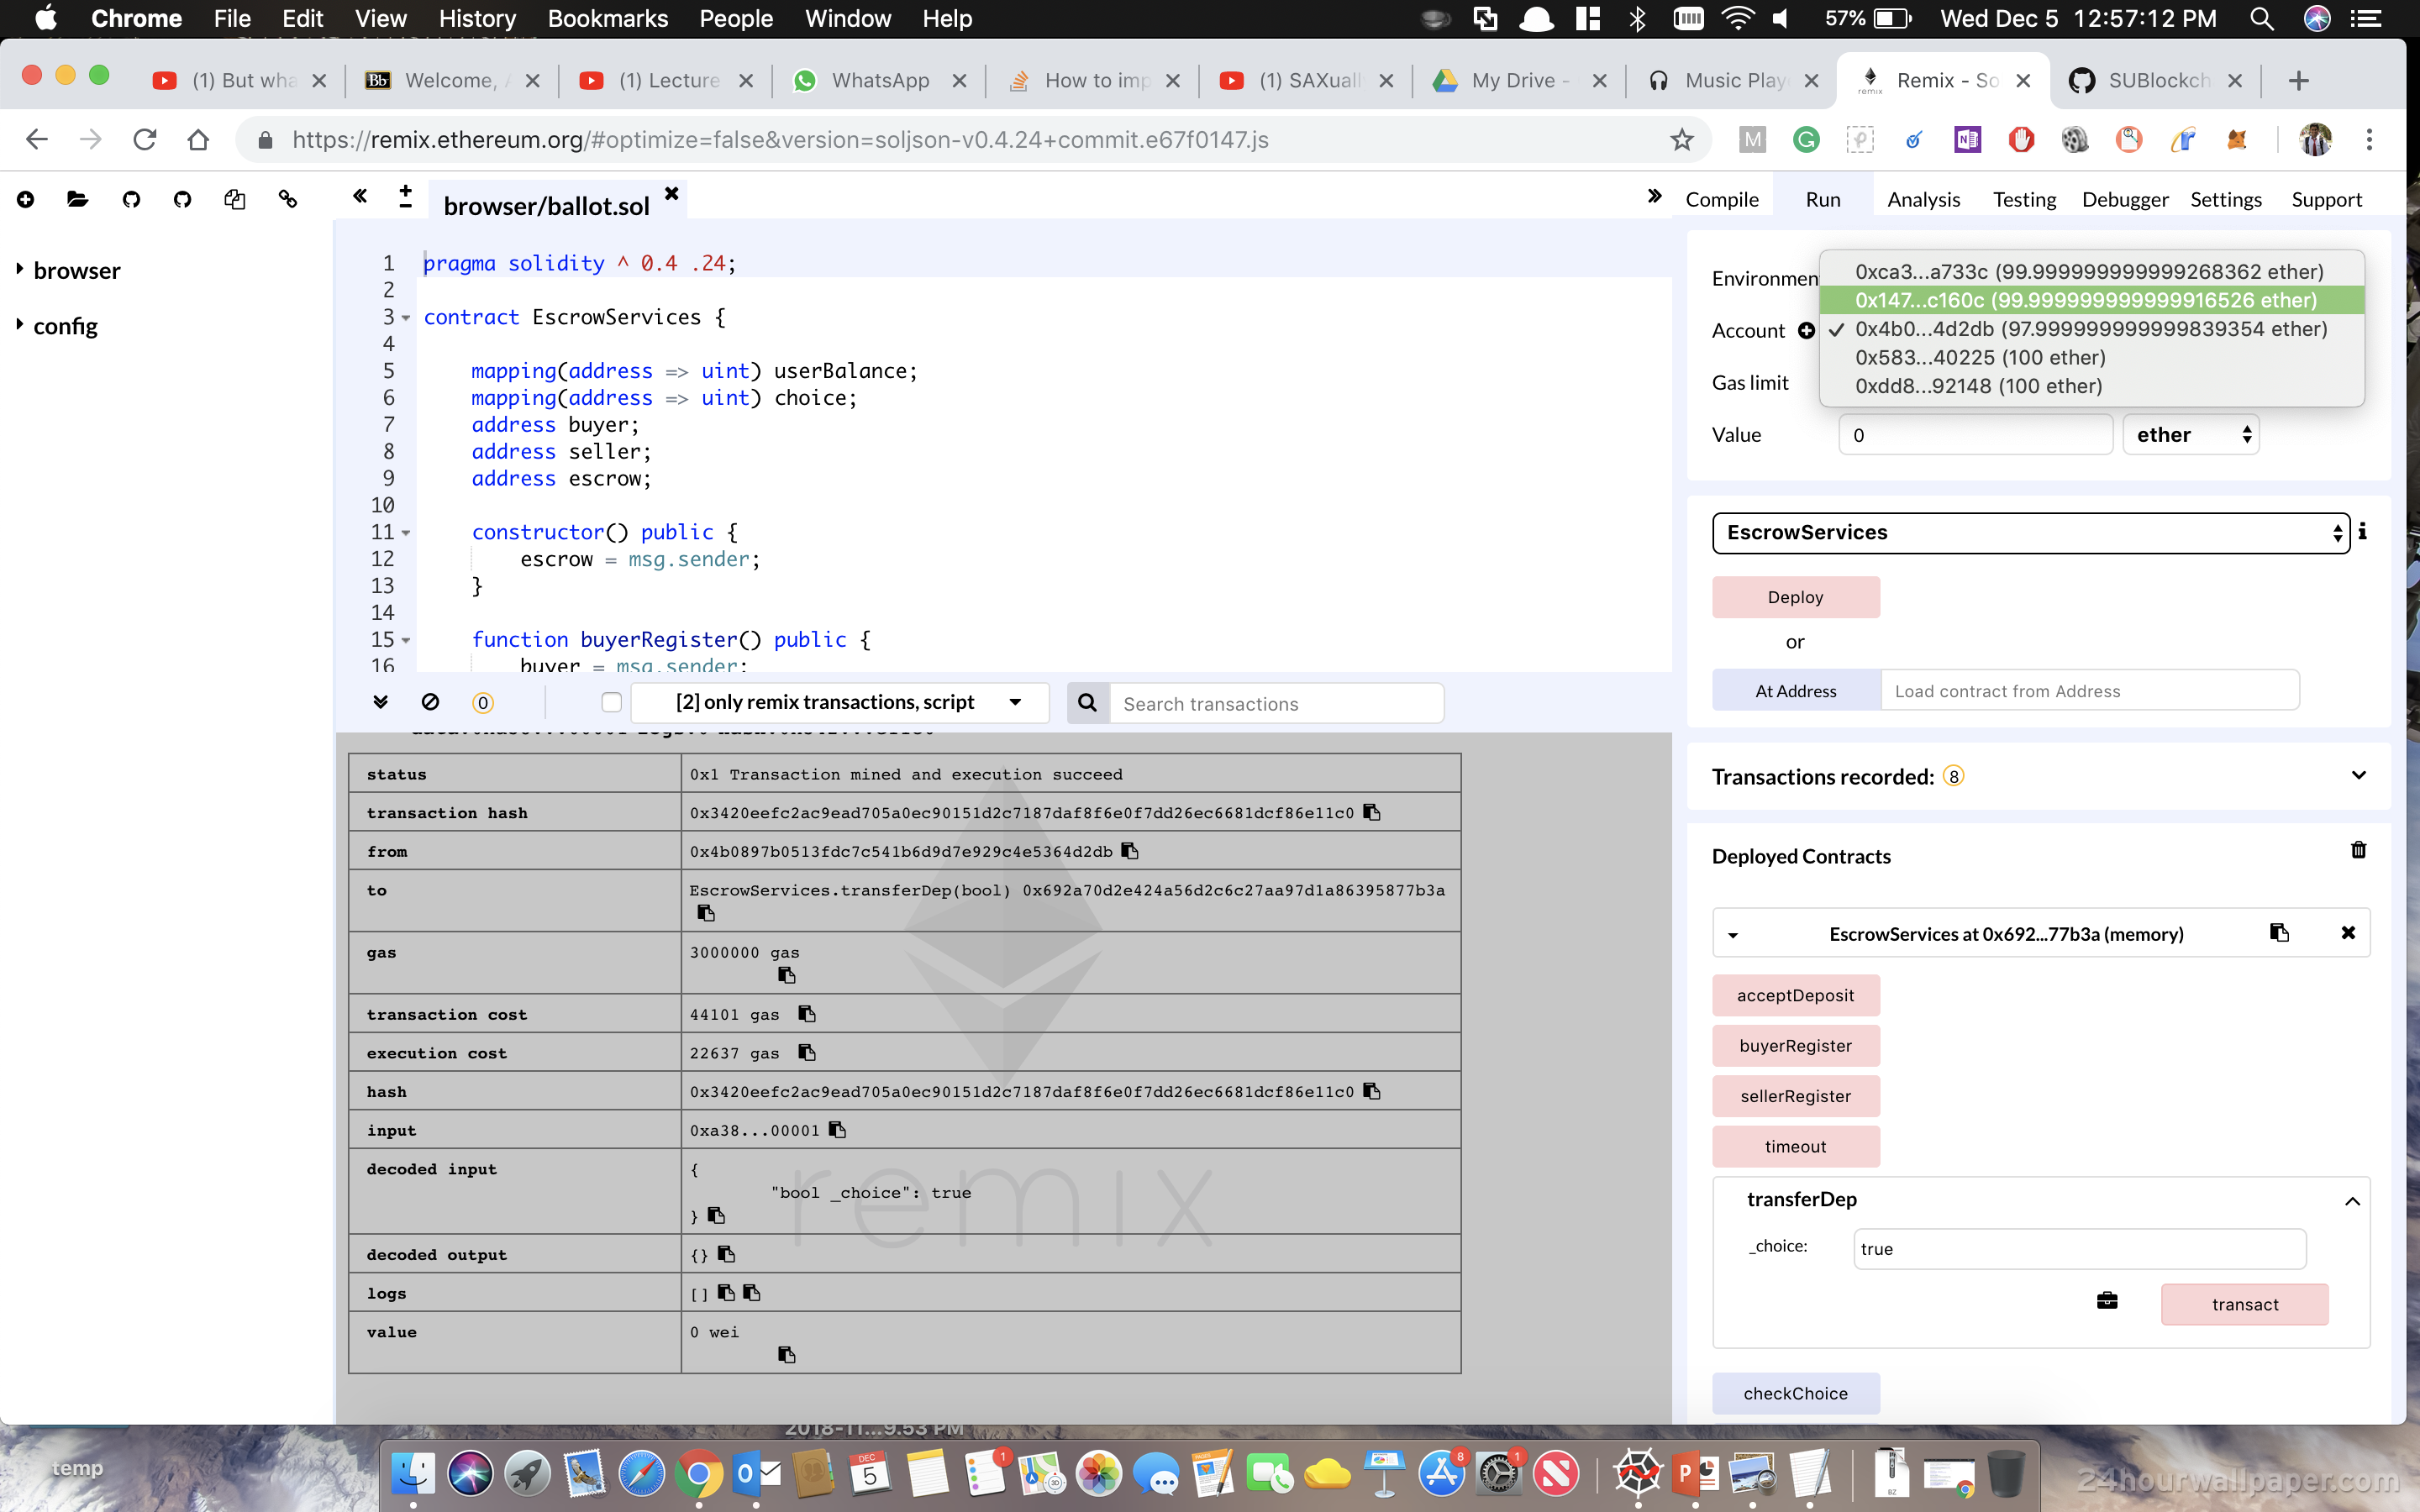 Chrome File Edit View History Bookmarks People Window Help 57% Wed Dec 5 12:57:12 PM
(1) But wha Welcome, (1) Lecture WhatsApp How to imp (1) SAXuall My Drive - Music Play Remix - So SUBlockch
https://remix.ethereum.org/#optimize=false&version=soljson-v0.4.24+commit.e67f0147.js
browser/ballot.sol
Compile Run Analysis Testing Debugger Settings Support
browser
config
1 pragma solidity ^ 0.4 .24;
2
3 contract EscrowServices {
4
5 mapping(address => uint) userBalance;
6 mapping(address => uint) choice;
7 address buyer;
8 address seller;
9 address escrow;
10
11 constructor() public {
12 escrow = msg.sender;
13 }
14
15 function buyerRegister() public {
16 buyer = msg.sender;
0 [2] only remix transactions, script Search transactions
status 0x1 Transaction mined and execution succeed
transaction hash 0x3420eefc2ac9ead705a0ec90151d2c7187daf8f6e0f7dd26ec6681dcf86e11c0
from 0x4b0897b0513fdc7c541b6d9d7e929c4e5364d2db
to EscrowServices.transferDep(bool) 0x692a70d2e424a56d2c6c27aa97d1a86395877b3a
gas 3000000 gas
transaction cost 44101 gas
execution cost 22637 gas
hash 0x3420eefc2ac9ead705a0ec90151d2c7187daf8f6e0f7dd26ec6681dcf86e11c0
input 0xa38...00001
decoded input {
"bool _choice": true
}
decoded output {}
logs []
value 0 wei
remix
Environmen
0xca3...a733c (99.999999999999268362 ether)
0x147...c160c (99.999999999999916526 ether)
Account ✓ 0x4b0...4d2db (97.999999999999839354 ether)
0x583...40225 (100 ether)
Gas limit 0xdd8...92148 (100 ether)
Value 0 ether
EscrowServices
Deploy
or
At Address Load contract from Address
Transactions recorded: 8
Deployed Contracts
EscrowServices at 0x692...77b3a (memory)
acceptDeposit
buyerRegister
sellerRegister
timeout
transferDep
_choice: true
transact
checkChoice
2018-11...9.53 PM
temp
24hourwallpaper.com